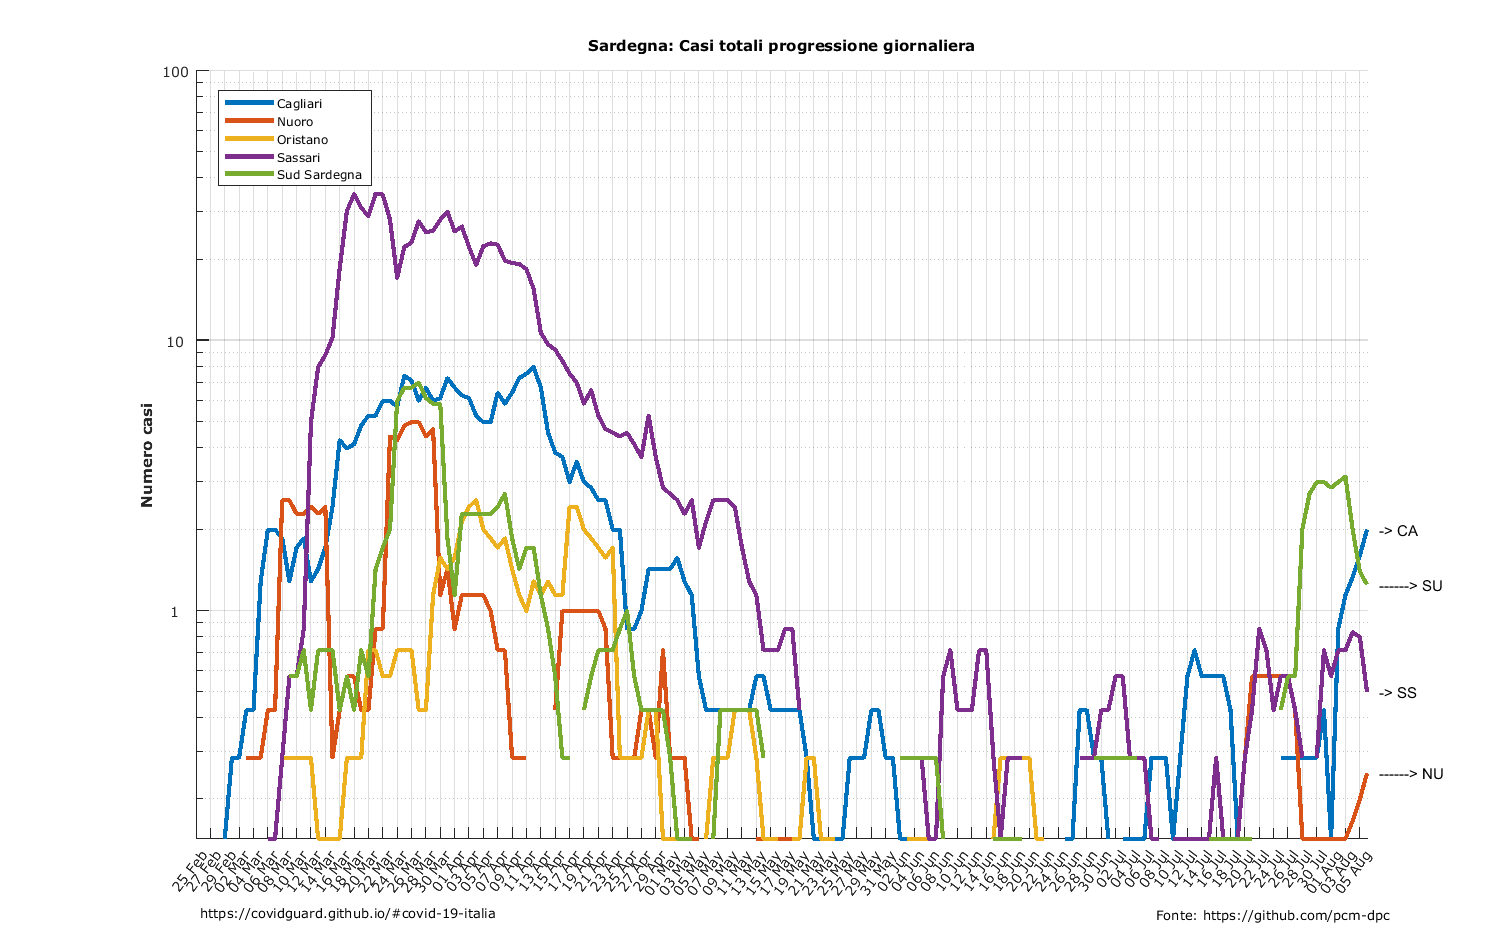 Sardegna: Casi totali progressione giornaliera
100
Cagliari
Nuoro
Oristano
Sassari
Sud Sardegna
10
Numero casi
1
-> CA
------> SU
-> SS
------> NU
25 Feb
27 Feb
29 Feb
02 Mar
04 Mar
06 Mar
08 Mar
10 Mar
12 Mar
14 Mar
16 Mar
18 Mar
20 Mar
22 Mar
24 Mar
26 Mar
28 Mar
30 Mar
01 Apr
03 Apr
05 Apr
07 Apr
09 Apr
11 Apr
13 Apr
15 Apr
17 Apr
19 Apr
21 Apr
23 Apr
25 Apr
27 Apr
29 Apr
01 May
03 May
05 May
07 May
09 May
11 May
13 May
15 May
17 May
19 May
21 May
23 May
25 May
27 May
29 May
31 May
02 Jun
04 Jun
06 Jun
08 Jun
10 Jun
12 Jun
14 Jun
16 Jun
18 Jun
20 Jun
22 Jun
24 Jun
26 Jun
28 Jun
30 Jun
02 Jul
04 Jul
06 Jul
08 Jul
10 Jul
12 Jul
14 Jul
16 Jul
18 Jul
20 Jul
22 Jul
24 Jul
26 Jul
28 Jul
30 Jul
01 Aug
03 Aug
05 Aug
https://covidguard.github.io/#covid-19-italia
Fonte: https://github.com/pcm-dpc